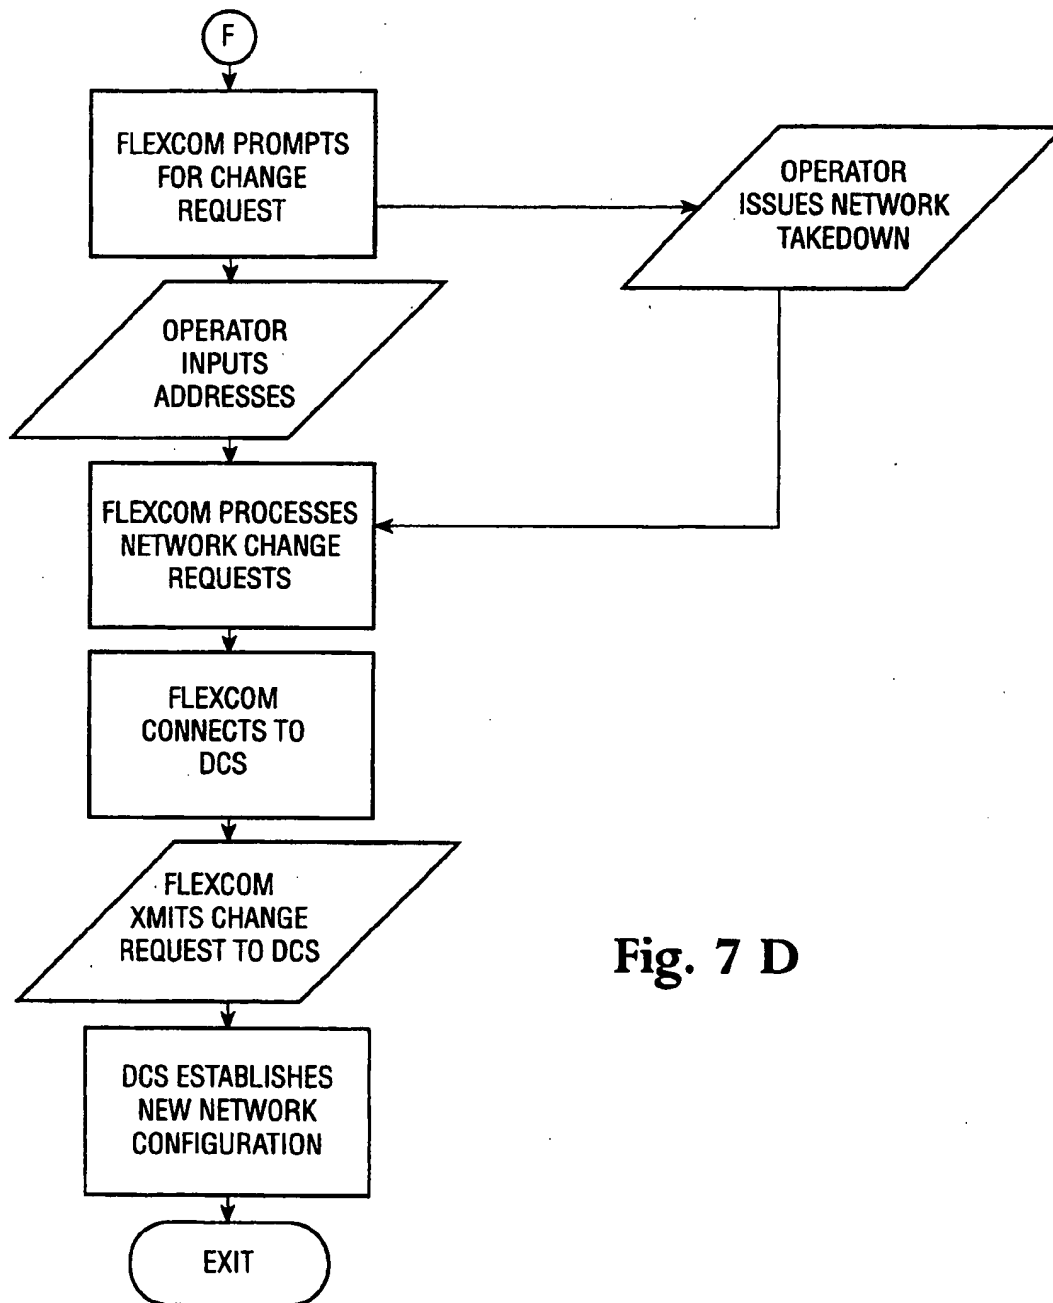 F
FLEXCOM PROMPTS
FOR CHANGE
REQUEST
OPERATOR
ISSUES NETWORK
TAKEDOWN
OPERATOR
INPUTS
ADDRESSES
FLEXCOM PROCESSES
NETWORK CHANGE
REQUESTS
FLEXCOM
CONNECTS TO
DCS
FLEXCOM
XMITS CHANGE
REQUEST TO DCS
Fig. 7 D
DCS ESTABLISHES
NEW NETWORK
CONFIGURATION
EXIT